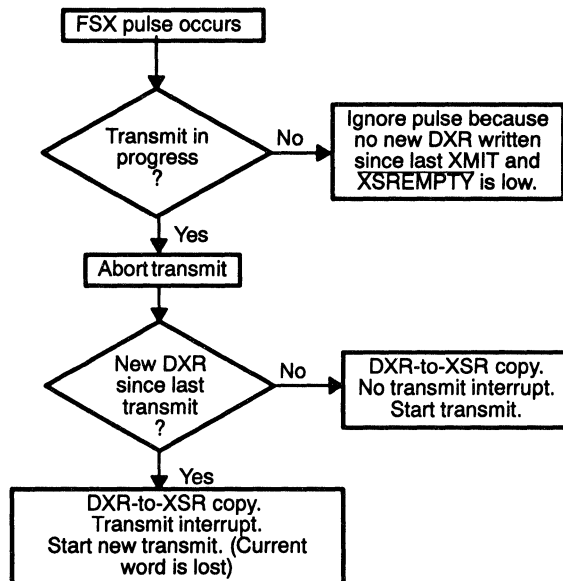 FSX pulse occurs
Transmit in
progress
?
No
Ignore pulse because
no new DXR written
since last XMIT and
XSREMPTY is low.
Yes
Abort transmit
New DXR
since last
transmit
?
No
DXR-to-XSR copy.
No transmit interrupt.
Start transmit.
Yes
DXR-to-XSR copy.
Transmit interrupt.
Start new transmit. (Current
word is lost)